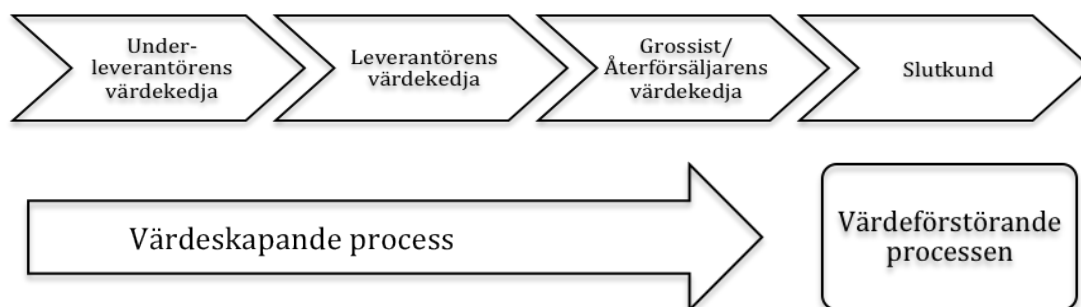 Under-
leverantörens
värdekedja
Leverantörens
värdekedja
Grossist/
Återförsäljarens
värdekedja
Slutkund
Värdeskapande process
Värdeförstörande
processen